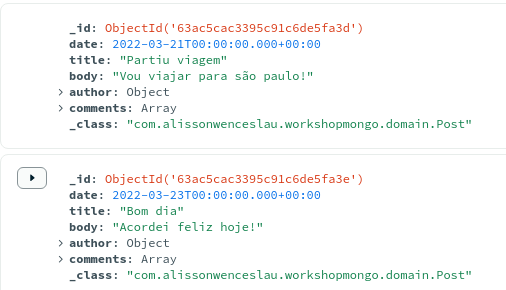 _id: ObjectId('63ac5cac3395c91c6de5fa3d')
date: 2022-03-21T00:00:00.000+00:00
title: "Partiu viagem"
body: "Vou viajar para são paulo!"
author: Object
comments: Array
_class: "com.alissonwenceslau.workshopmongo.domain.Post"
_id: ObjectId('63ac5cac3395c91c6de5fa3e')
date: 2022-03-23T00:00:00.000+00:00
title: "Bom dia"
body: "Acordei feliz hoje!"
author: Object
comments: Array
_class: "com.alissonwenceslau.workshopmongo.domain.Post"